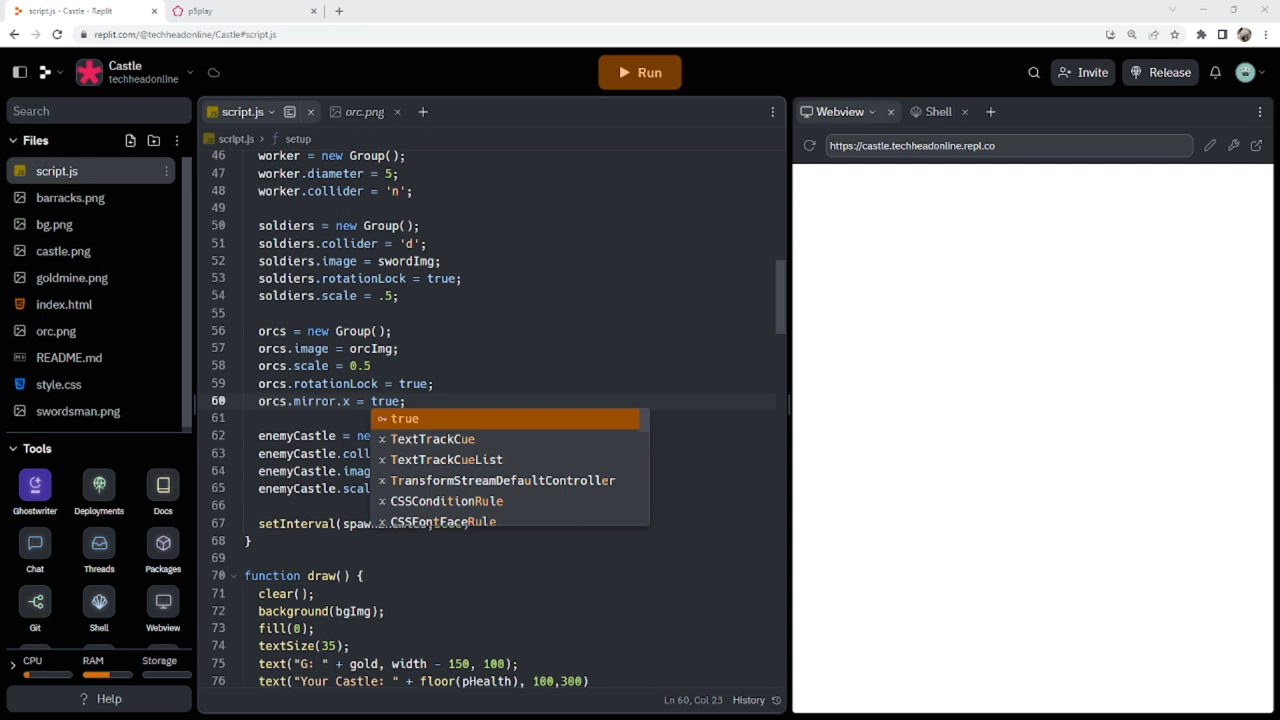 script.js - Castle - Replit
p5play
replit.com/@techheadonline/Castle#script.js
Castle
techheadonline
Run
Invite
Release
Search
Files
script.js
barracks.png
bg.png
castle.png
goldmine.png
index.html
orc.png
README.md
style.css
swordsman.png
Tools
Ghostwriter
Deployments
Docs
Chat
Threads
Packages
Git
Shell
Webview
CPU
RAM
Storage
? Help
script.js
orc.png
script.js > setup
46 worker = new Group();
47 worker.diameter = 5;
48 worker.collider = 'n';
49
50 soldiers = new Group();
51 soldiers.collider = 'd';
52 soldiers.image = swordImg;
53 soldiers.rotationLock = true;
54 soldiers.scale = .5;
55
56 orcs = new Group();
57 orcs.image = orcImg;
58 orcs.scale = 0.5
59 orcs.rotationLock = true;
60 orcs.mirror.x = true;
61
62 enemyCastle = ne
63 enemyCastle.coll
64 enemyCastle.imag
65 enemyCastle.scal
66
67 setInterval(spaw
68 }
69
70 function draw() {
71 clear();
72 background(bgImg);
73 fill(0);
74 textSize(35);
75 text("G: " + gold, width - 150, 100);
76 text("Your Castle: " + floor(pHealth), 100,300)
true
TextTrackCue
TextTrackCueList
TransformStreamDefaultController
CSSConditionRule
CSSFontFaceRule
Ln 60, Col 23
History
Webview
Shell
https://castle.techheadonline.repl.co